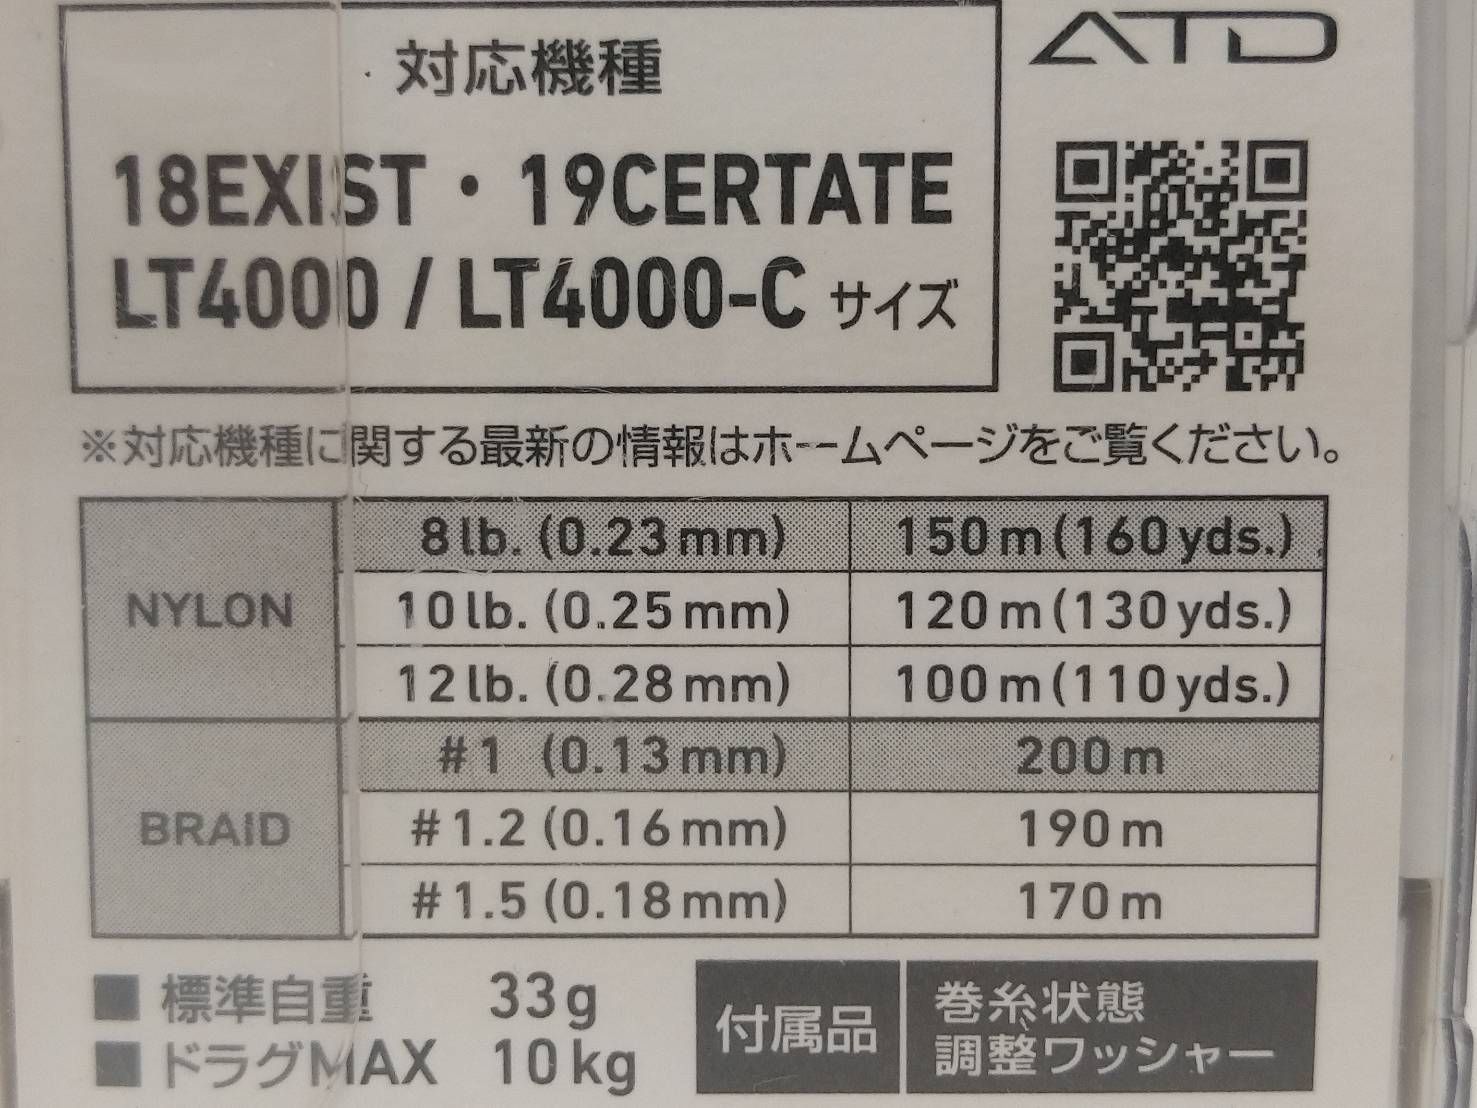 ATD
対応機種
18EXIST・19CERTATE
LT4000 / LT4000-C サイズ
※対応機種に関する最新の情報はホームページをご覧ください。
NYLON
8 lb. (0.23 mm) 150 m (160 yds.)
10 lb. (0.25 mm) 120 m (130 yds.)
12 lb. (0.28 mm) 100 m (110 yds.)
BRAID
#1 (0.13 mm) 200 m
#1.2 (0.16 mm) 190 m
#1.5 (0.18 mm) 170 m
■ 標準自重 33 g
■ ドラグMAX 10 kg
付属品
巻糸状態
調整ワッシャー